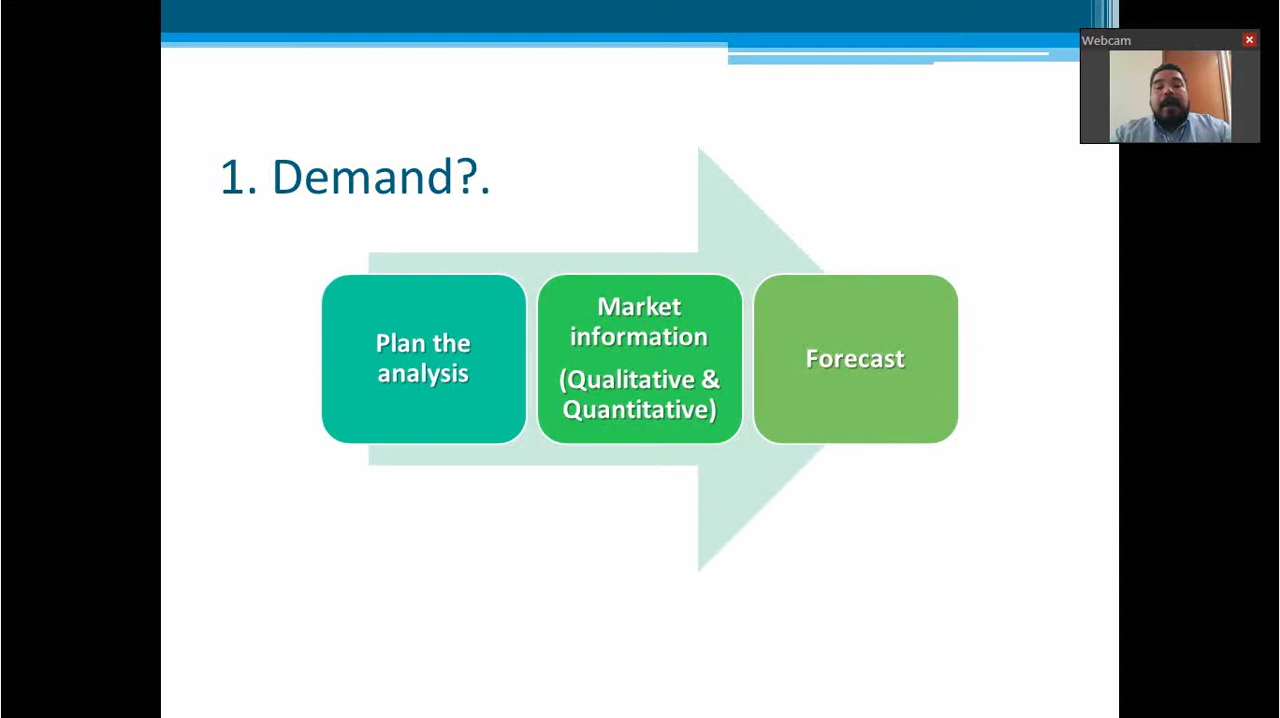 Webcam
1. Demand?.
Plan the
analysis
Market
information
(Qualitative &
Quantitative)
Forecast